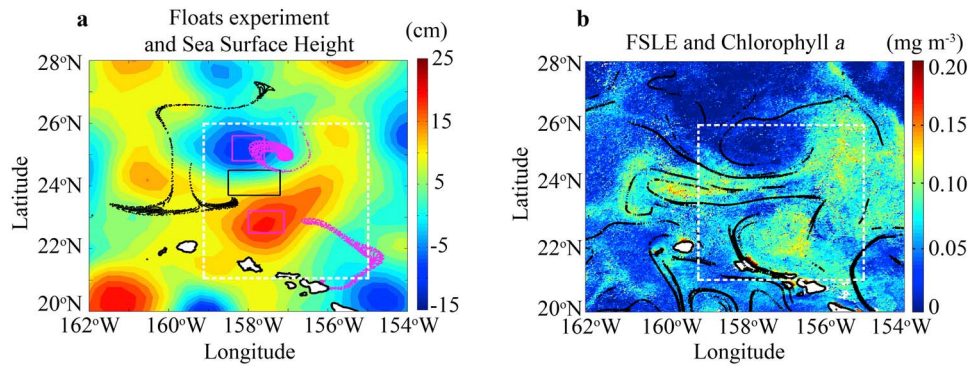 a
Floats experiment
and Sea Surface Height
(cm)
28°N
26°N
24°N
22°N
20°N
Latitude
162°W 160°W 158°W 156°W 154°W
Longitude
25
15
5
-5
-15
b
FSLE and Chlorophyll a
(mg m⁻³)
28°N
26°N
24°N
22°N
20°N
Latitude
162°W 160°W 158°W 156°W 154°W
Longitude
0.20
0.15
0.10
0.05
0